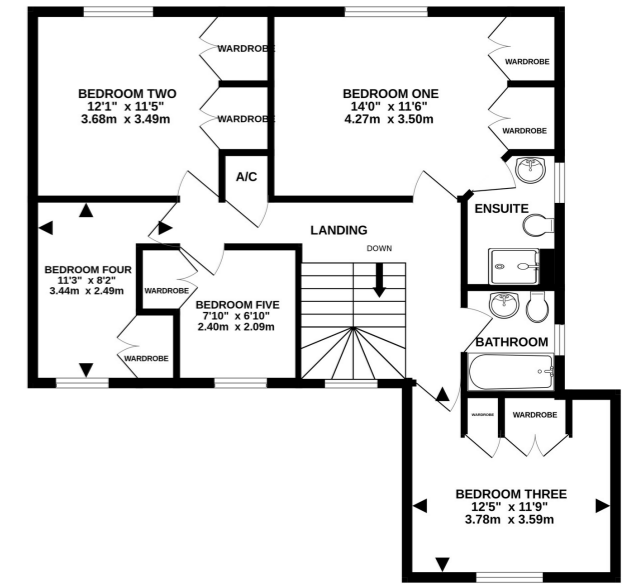 WARDROBE
WARDROBE
BEDROOM TWO
12'1" x 11'5"
3.68m x 3.49m
BEDROOM ONE
14'0" x 11'6"
4.27m x 3.50m
WARDROBE
WARDROBE
A/C
ENSUITE
LANDING
DOWN
BEDROOM FOUR
11'3" x 8'2"
3.44m x 2.49m
WARDROBE
WARDROBE
BEDROOM FIVE
7'10" x 6'10"
2.40m x 2.09m
BATHROOM
WARDROBE
WARDROBE
BEDROOM THREE
12'5" x 11'9"
3.78m x 3.59m